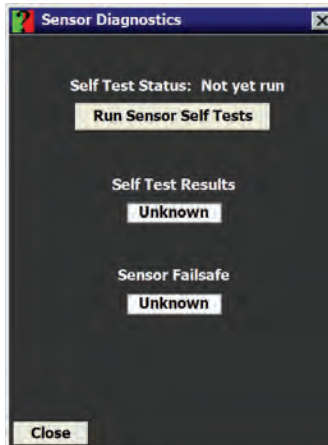 Sensor Diagnostics
Self Test Status: Not yet run
Run Sensor Self Tests
Self Test Results
Unknown
Sensor Failsafe
Unknown
Close